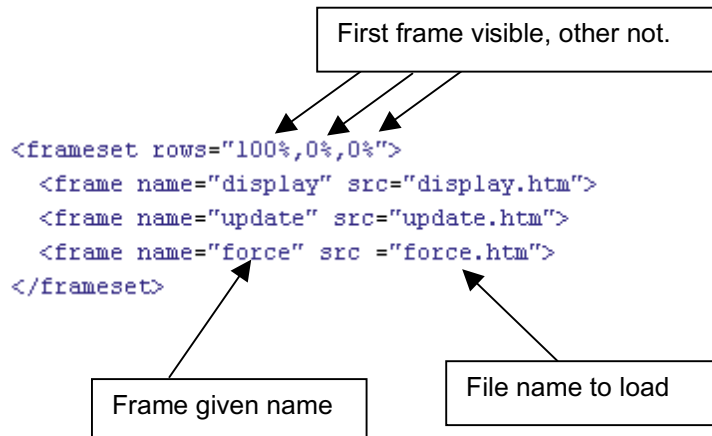 First frame visible, other not.
<frameset rows="100%,0%,0%">
<frame name="display" src="display.htm">
<frame name="update" src="update.htm">
<frame name="force" src ="force.htm">
</frameset>
Frame given name
File name to load